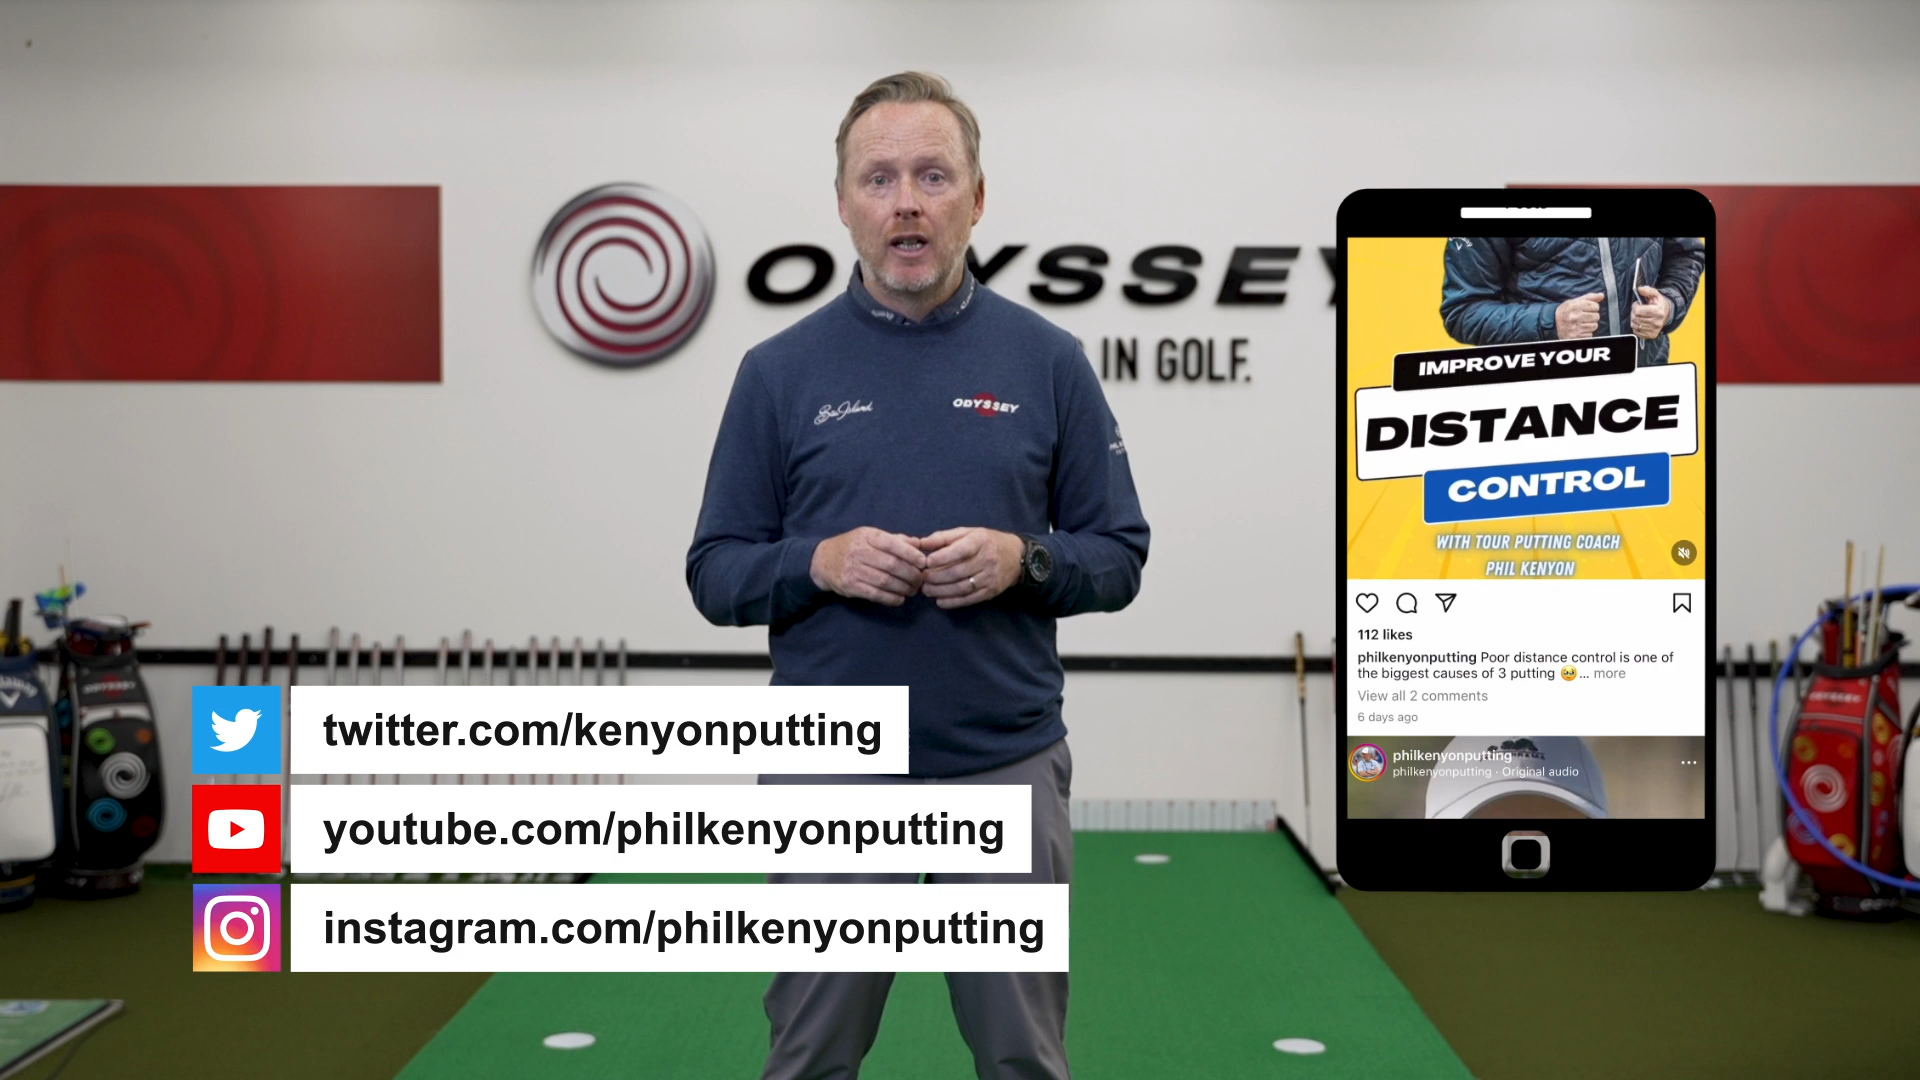 ODYSSEY
IN GOLF.
ODYSSEY
IMPROVE YOUR
DISTANCE
CONTROL
WITH TOUR PUTTING COACH
PHIL KENYON
112 likes
philkenyonputting Poor distance control is one of
the biggest causes of 3 putting 🥹... more
View all 2 comments
6 days ago
philkenyonputting
philkenyonputting · Original audio
twitter.com/kenyonputting
youtube.com/philkenyonputting
instagram.com/philkenyonputting